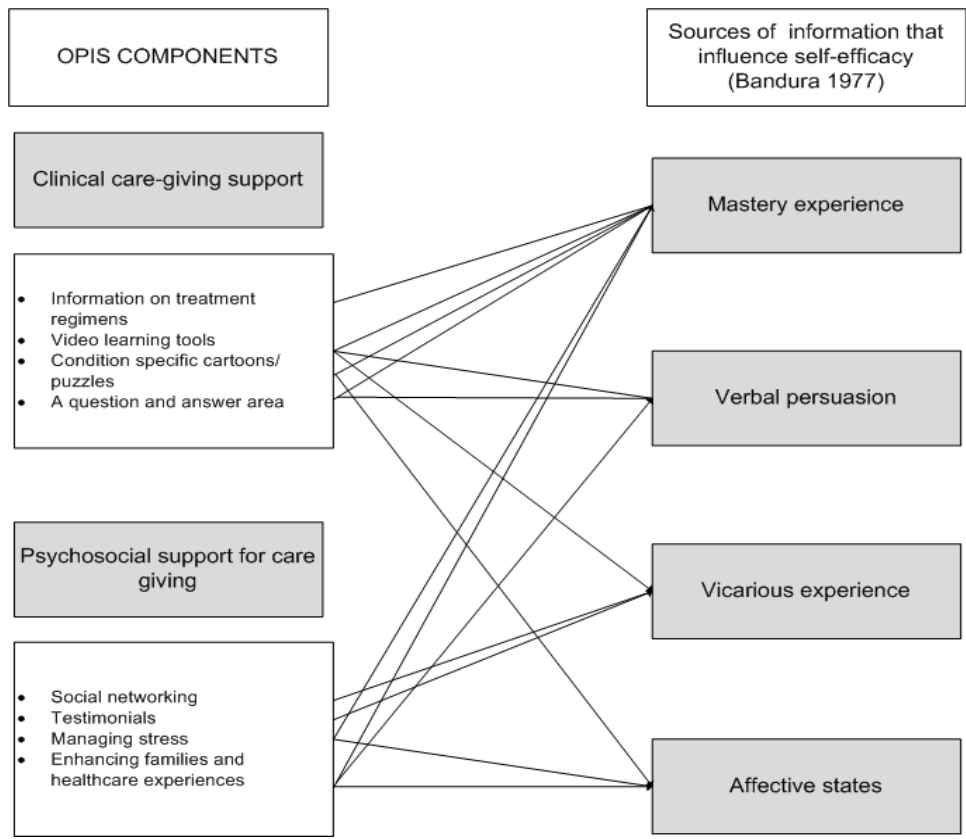 OPIS COMPONENTS
Clinical care-giving support
• Information on treatment
regimens
• Video learning tools
• Condition specific cartoons/
puzzles
• A question and answer area
Psychosocial support for care
giving
• Social networking
• Testimonials
• Managing stress
• Enhancing families and
healthcare experiences
Sources of information that
influence self-efficacy
(Bandura 1977)
Mastery experience
Verbal persuasion
Vicarious experience
Affective states